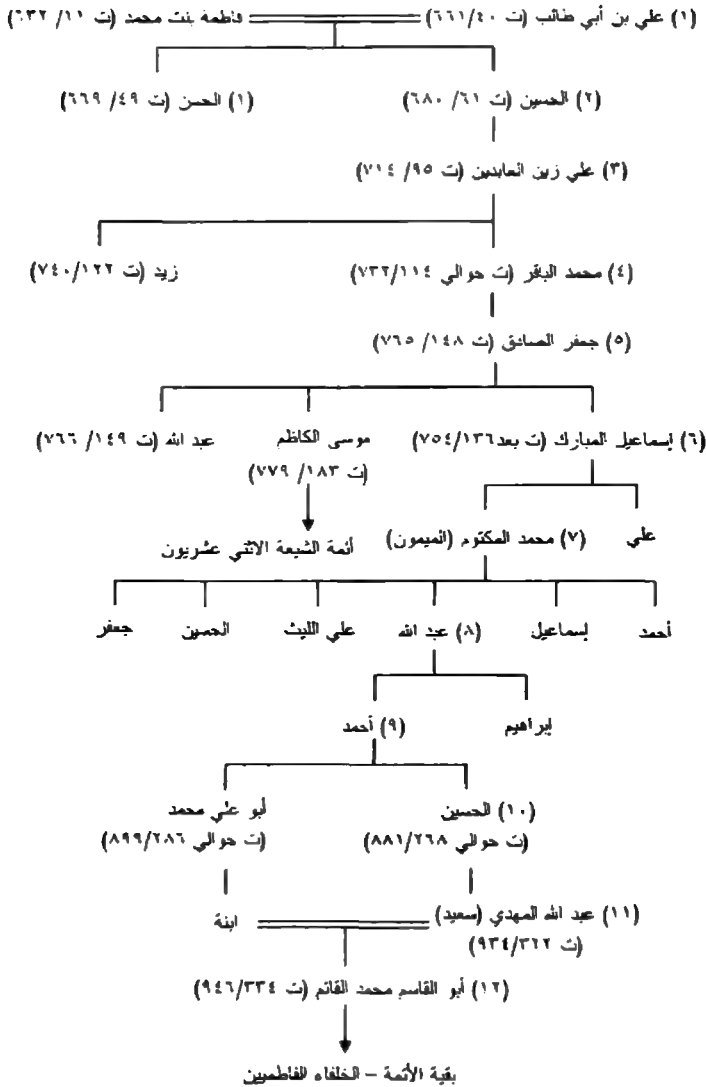 (١) علي بن أبي طالب (ت ٤٠/ ٦٦١) فاطمة بنت محمد (ت ١١/ ٦٣٢)
(٢) الحسين (ت ٦١/ ٦٨٠) (١) الحسن (ت ٤٩/ ٦٦٩)
(٣) علي زين العابدين (ت ٩٥/ ٧١٤)
(٤) محمد الباقر (ت حوالي ٧٣٢/١١٤) زيد (ت ٧٤٠/١٢٢)
(٥) جعفر الصادق (ت ١٤٨/ ٧٦٥)
(٦) إسماعيل المبارك (ت بعد ٧٥٤/١٣٦) موسى الكاظم عبد الله (ت ١٤٩/ ٧٦٦)
(ت ١٨٣/ ٧٧٩)
علي (٧) محمد المكتوم (الميمون) أئمة الشيعة الاثني عشريون
أحمد إسماعيل (٨) عبد الله علي الليث الحسين جعفر
إبراهيم (٩) أحمد
(١٠) الحسين أبو علي محمد
(ت حوالي ٨٨١/٢٦٨) (ت حوالي ٨٩٩/٢٨٦)
(١١) عبد الله المهدي (سعيد) ابنة
(ت ٩٣٤/٣٢٢)
(١٢) أبو القاسم محمد القائم (ت ٩٤٦/٣٣٤)
بقية الأئمة – الخلفاء الفاطميين